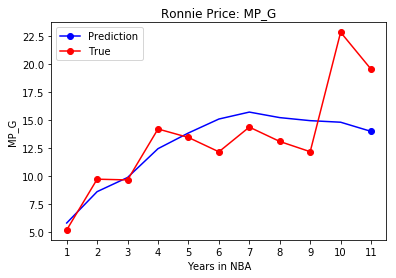 Ronnie Price: MP_G
Prediction
True
22.5
20.0
17.5
15.0
12.5
10.0
7.5
5.0
MP_G
1 2 3 4 5 6 7 8 9 10 11
Years in NBA